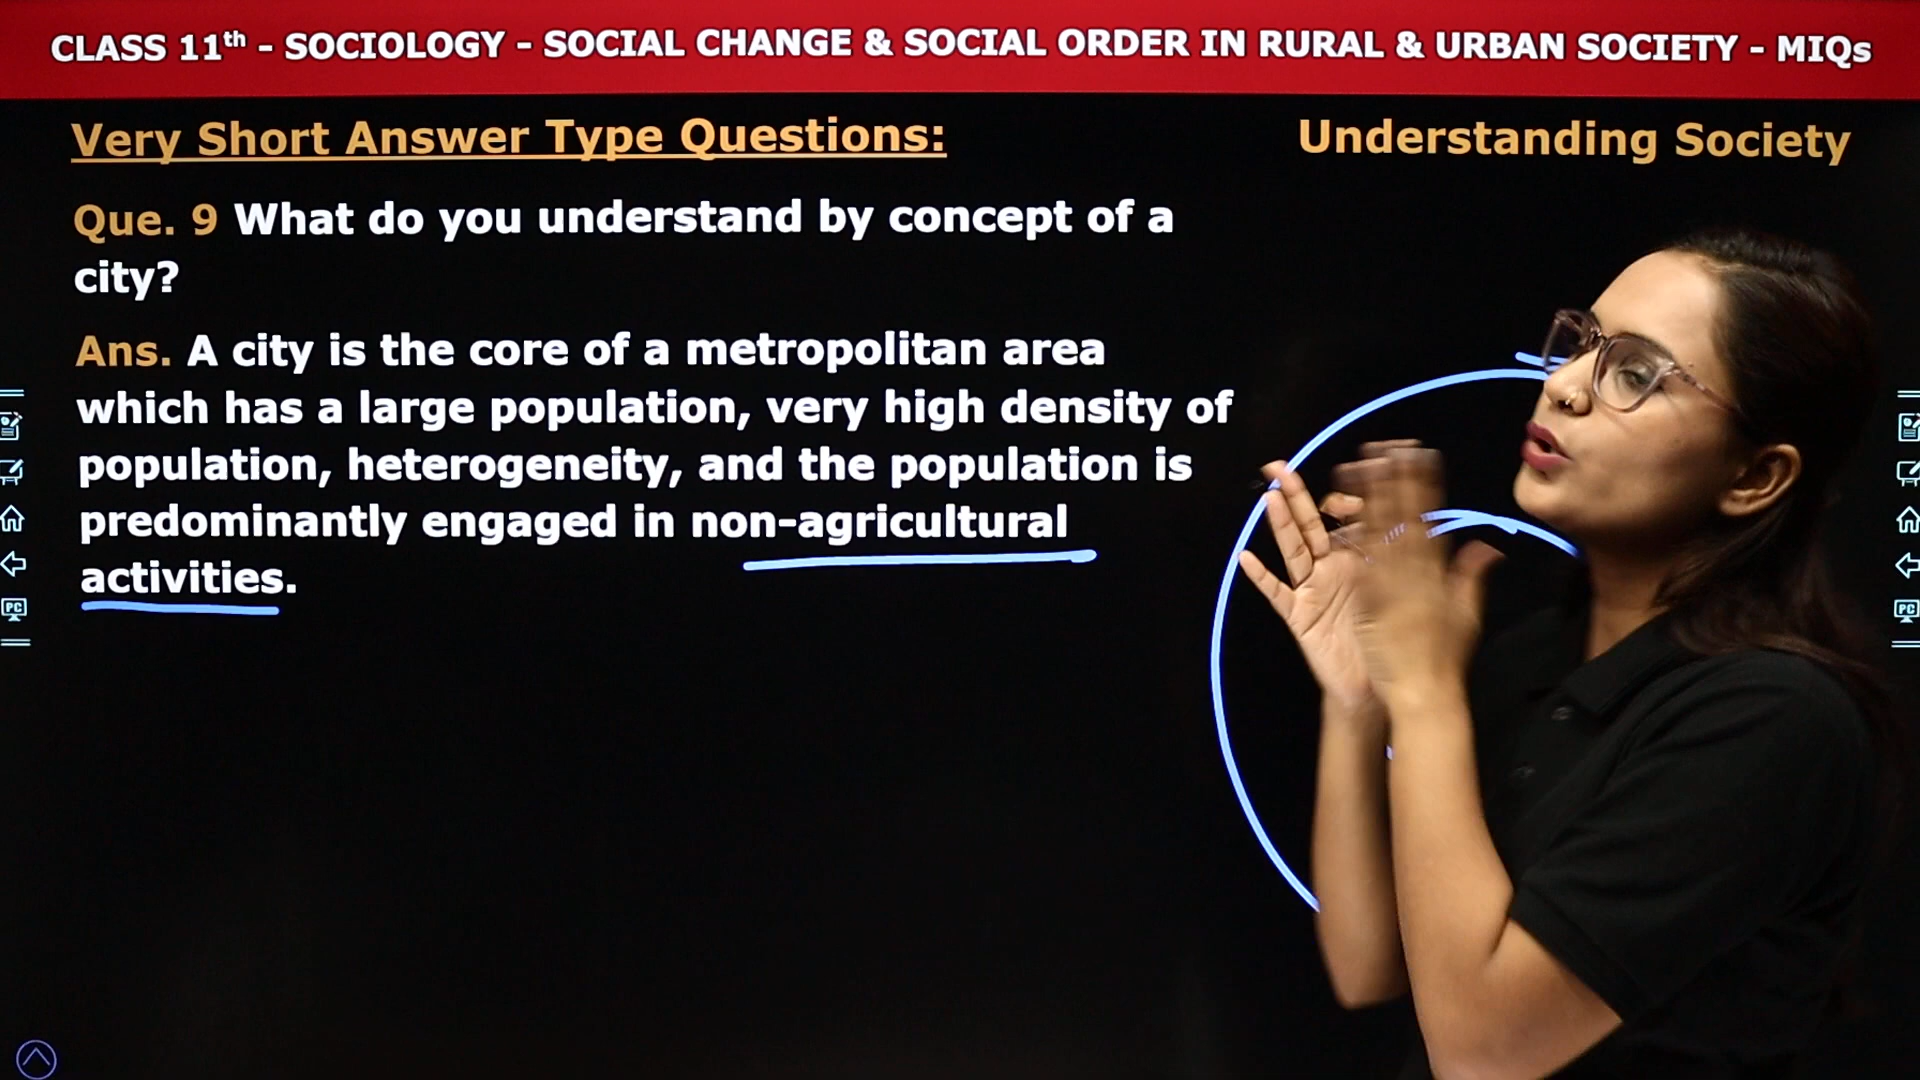 CLASS 11th - SOCIOLOGY - SOCIAL CHANGE & SOCIAL ORDER IN RURAL & URBAN SOCIETY - MIQs
Very Short Answer Type Questions:
Understanding Society
Que. 9 What do you understand by concept of a
city?
Ans. A city is the core of a metropolitan area
which has a large population, very high density of
population, heterogeneity, and the population is
predominantly engaged in non-agricultural
activities.
PC
PC